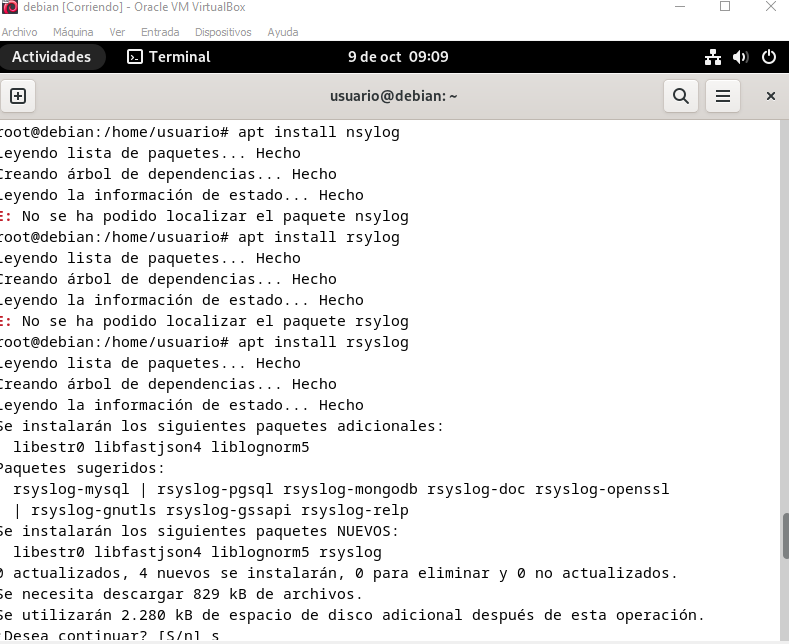 debian [Corriendo] - Oracle VM VirtualBox
Archivo Máquina Ver Entrada Dispositivos Ayuda
Actividades Terminal 9 de oct 09:09
usuario@debian: ~
root@debian:/home/usuario# apt install nsylog
Leyendo lista de paquetes... Hecho
Creando árbol de dependencias... Hecho
Leyendo la información de estado... Hecho
E: No se ha podido localizar el paquete nsylog
root@debian:/home/usuario# apt install rsylog
Leyendo lista de paquetes... Hecho
Creando árbol de dependencias... Hecho
Leyendo la información de estado... Hecho
E: No se ha podido localizar el paquete rsylog
root@debian:/home/usuario# apt install rsyslog
Leyendo lista de paquetes... Hecho
Creando árbol de dependencias... Hecho
Leyendo la información de estado... Hecho
Se instalarán los siguientes paquetes adicionales:
libestr0 libfastjson4 liblognorm5
Paquetes sugeridos:
rsyslog-mysql | rsyslog-pgsql rsyslog-mongodb rsyslog-doc rsyslog-openssl
| rsyslog-gnutls rsyslog-gssapi rsyslog-relp
Se instalarán los siguientes paquetes NUEVOS:
libestr0 libfastjson4 liblognorm5 rsyslog
0 actualizados, 4 nuevos se instalarán, 0 para eliminar y 0 no actualizados.
Se necesita descargar 829 kB de archivos.
Se utilizarán 2.280 kB de espacio de disco adicional después de esta operación.
¿Desea continuar? [S/n] s